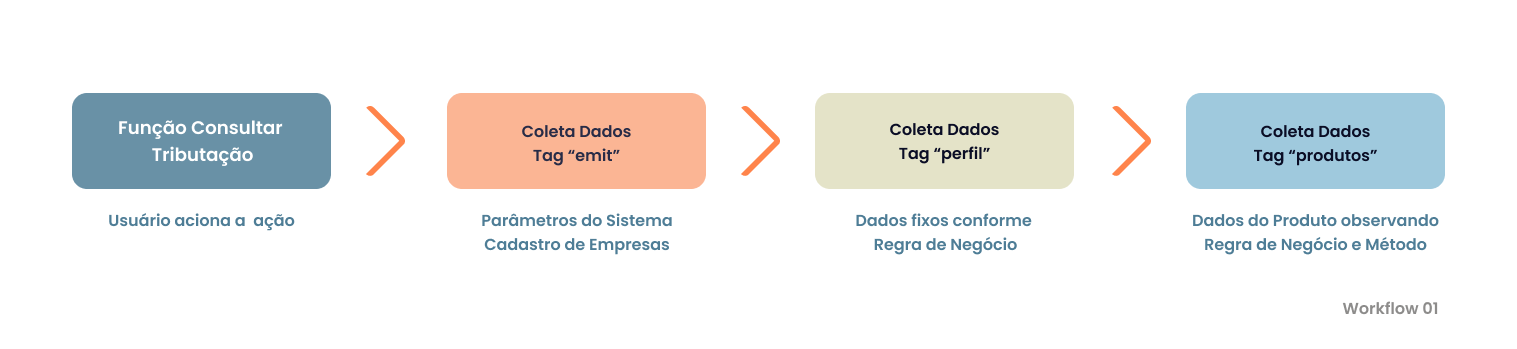 Função Consultar
Tributação
Usuário aciona a ação
Coleta Dados
Tag “emit”
Parâmetros do Sistema
Cadastro de Empresas
Coleta Dados
Tag “perfil”
Dados fixos conforme
Regra de Negócio
Coleta Dados
Tag “produtos”
Dados do Produto observando
Regra de Negócio e Método
Workflow 01